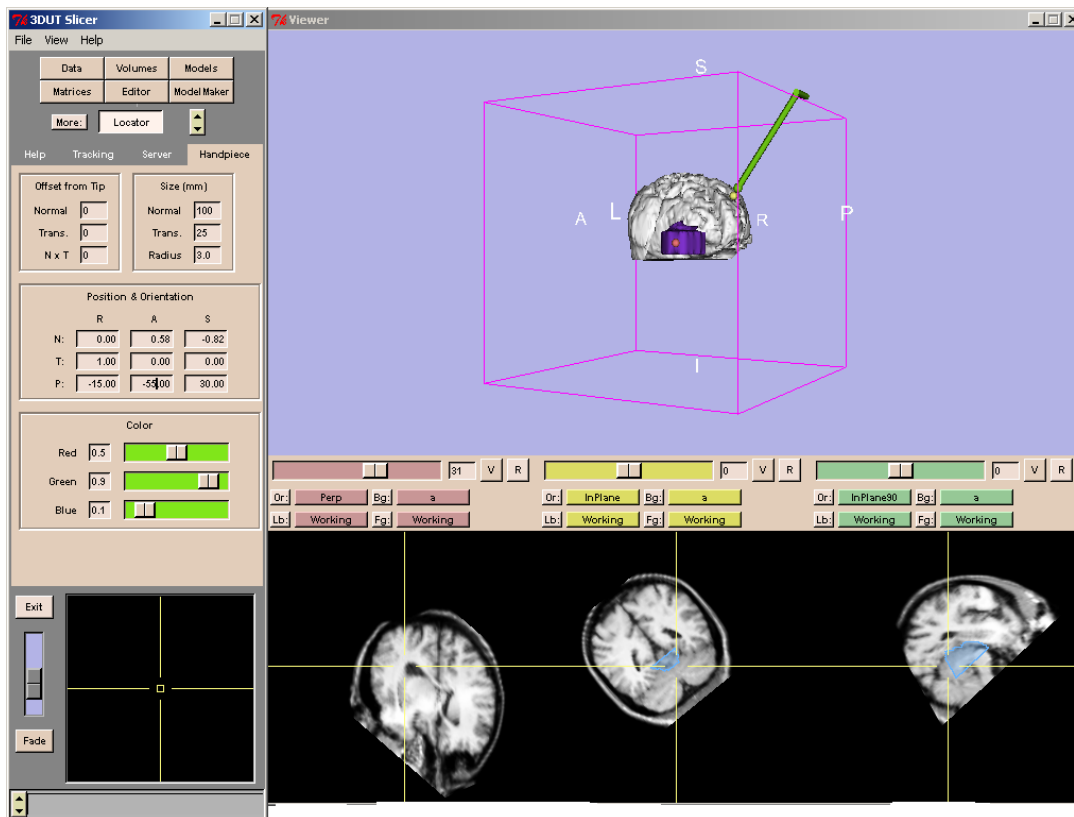 3DUT Slicer
File View Help
Data Volumes Models
Matrices Editor Model Maker
More: Locator
Help Tracking Server Handpiece
Offset from Tip
Normal 0
Trans. 0
N x T 0
Size (mm)
Normal 100
Trans. 25
Radius 3.0
Position & Orientation
R A S
N: 0.00 0.58 -0.82
T: 1.00 0.00 0.00
P: -15.00 -55.00 30.00
Color
Red 0.5
Green 0.9
Blue 0.1
Exit
Fade
Viewer
S
A L R P
I
31 V R
Or: Perp Bg: a
Lb: Working Fg: Working
0 V R
Or: InPlane Bg: a
Lb: Working Fg: Working
0 V R
Or: InPlane90 Bg: a
Lb: Working Fg: Working